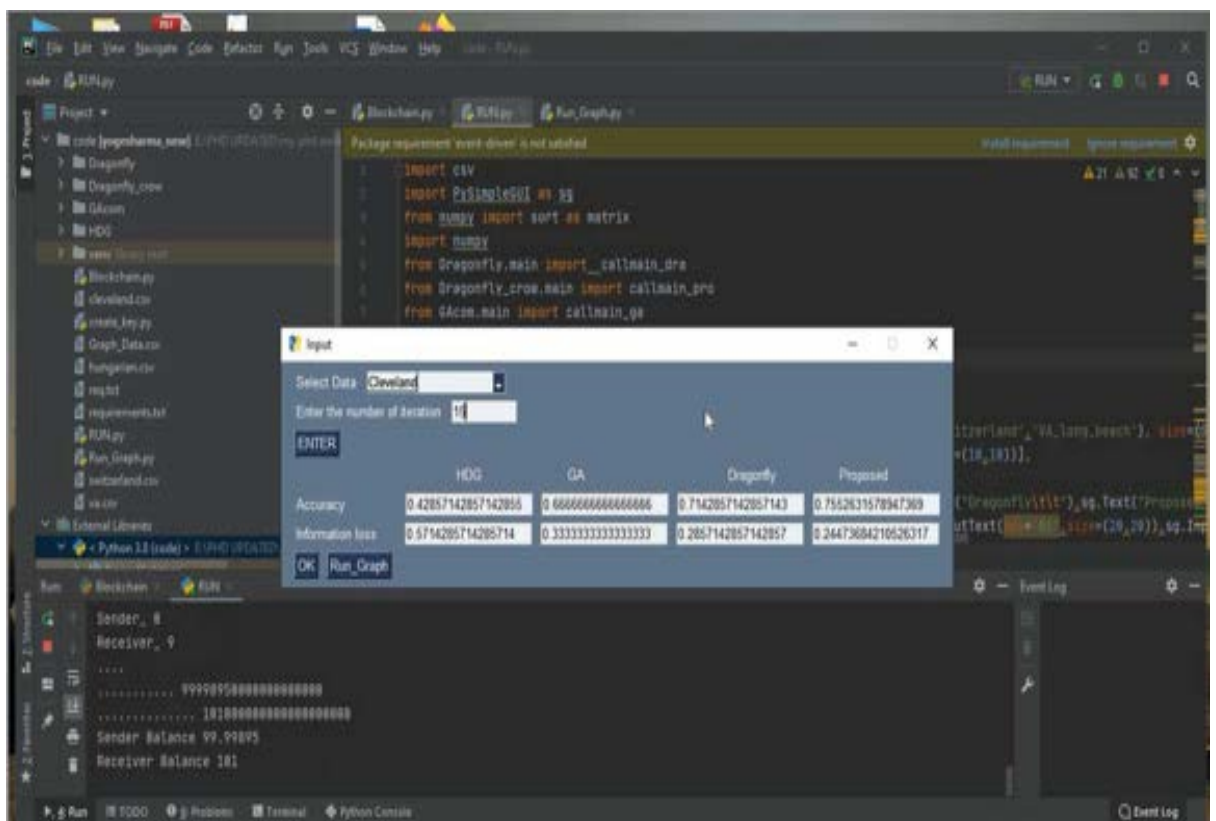 File Edit View Navigate Code Refactor Run Tools VCS Window Help
code RUN.py
RUN
Project
Blockchain.py RUN.py Run_Graph.py
Package requirement 'event-driven' is not satisfied
Install requirement Ignore requirement
Dragonfly
Dragonfly_crow
GAcom
HDG
venv library root
Blockchain.py
cleveland.csv
create_key.py
Graph_Data.csv
hungarian.csv
req.txt
requirements.txt
RUN.py
Run_Graph.py
switzerland.csv
va.csv
External Libraries
import csv
import PySimpleGUI as sg
from numpy import sort as matrix
import numpy
from Dragonfly.main import callmain_dra
from Dragonfly_crow.main import callmain_pro
from GAcom.main import callmain_ga
Input
Select Data Cleveland
Enter the number of iteration
ENTER
HDG GA Dragonfly Proposed
Accuracy 0.42857142857142855 0.6666666666666666 0.7142857142857143 0.7552631578947369
Information loss 0.5714285714285714 0.3333333333333333 0.2857142857142857 0.24473684210526317
OK Run_Graph
Run: Blockchain RUN
Event Log
Sender, 8
Receiver, 9
....
Sender Balance 99.99895
Receiver Balance 101
Run TODO Problems Terminal Python Console
Event Log